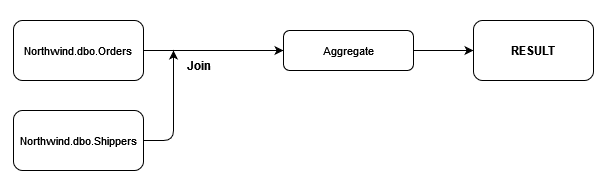 Northwind.dbo.Orders
Join
Aggregate
RESULT
Northwind.dbo.Shippers